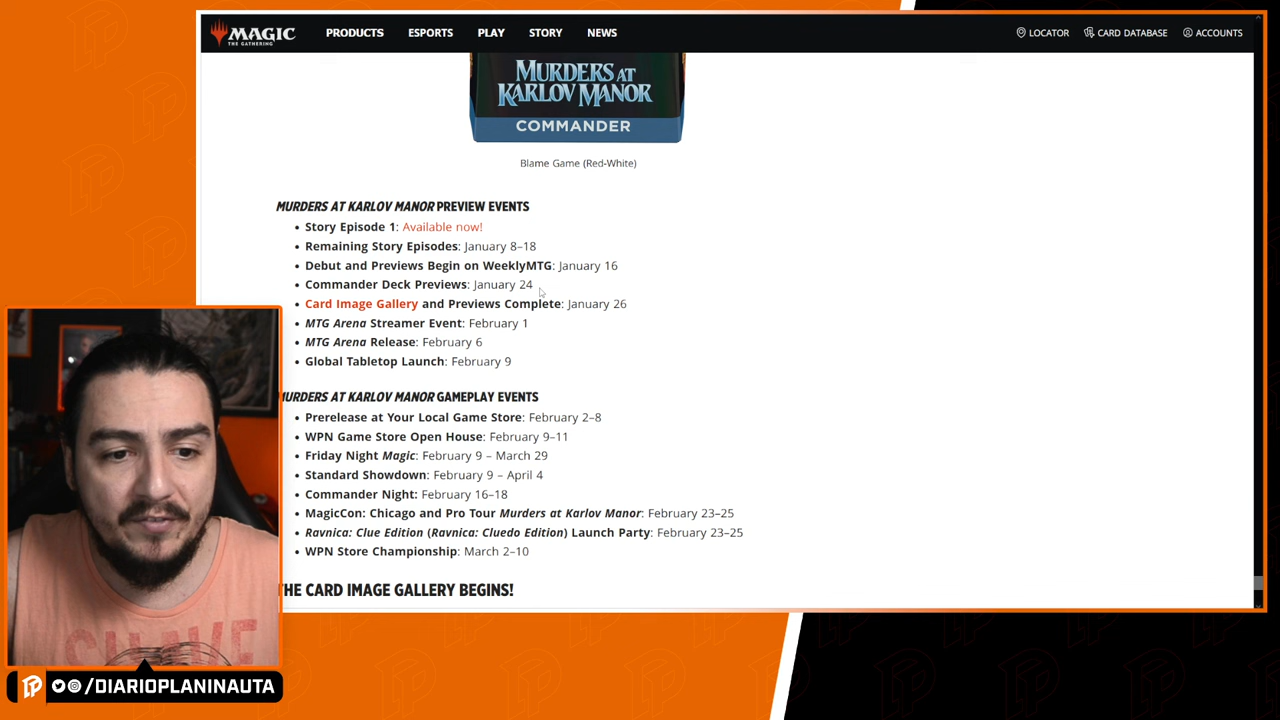 MAGIC
THE GATHERING
PRODUCTS ESPORTS PLAY STORY NEWS
LOCATOR CARD DATABASE ACCOUNTS
MURDERS AT
KARLOV MANOR
COMMANDER
Blame Game (Red-White)
MURDERS AT KARLOV MANOR PREVIEW EVENTS
• Story Episode 1: Available now!
• Remaining Story Episodes: January 8–18
• Debut and Previews Begin on WeeklyMTG: January 16
• Commander Deck Previews: January 24
• Card Image Gallery and Previews Complete: January 26
• MTG Arena Streamer Event: February 1
• MTG Arena Release: February 6
• Global Tabletop Launch: February 9
MURDERS AT KARLOV MANOR GAMEPLAY EVENTS
• Prerelease at Your Local Game Store: February 2–8
• WPN Game Store Open House: February 9–11
• Friday Night Magic: February 9 – March 29
• Standard Showdown: February 9 – April 4
• Commander Night: February 16–18
• MagicCon: Chicago and Pro Tour Murders at Karlov Manor: February 23–25
• Ravnica: Clue Edition (Ravnica: Cluedo Edition) Launch Party: February 23–25
• WPN Store Championship: March 2–10
THE CARD IMAGE GALLERY BEGINS!
/DIARIOPLANINAUTA